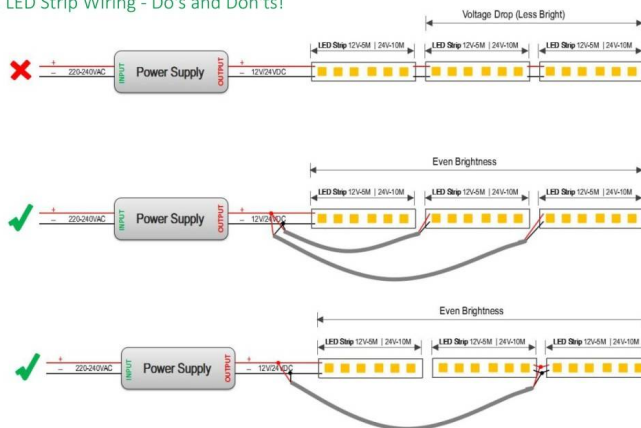 LED Strip Wiring - Do's and Don'ts!
Voltage Drop (Less Bright)
LED Strip 12V-5M | 24V-10M
LED Strip 12V-5M | 24V-10M
LED Strip 12V-5M | 24V-10M
+
− 220-240VAC
INPUT
Power Supply
OUTPUT
+
− 12V/24VDC
Even Brightness
LED Strip 12V-5M | 24V-10M
LED Strip 12V-5M | 24V-10M
LED Strip 12V-5M | 24V-10M
+
− 220-240VAC
INPUT
Power Supply
OUTPUT
+
− 12V/24VDC
Even Brightness
LED Strip 12V-5M | 24V-10M
LED Strip 12V-5M | 24V-10M
LED Strip 12V-5M | 24V-10M
+
− 220-240VAC
INPUT
Power Supply
OUTPUT
+
− 12V/24VDC